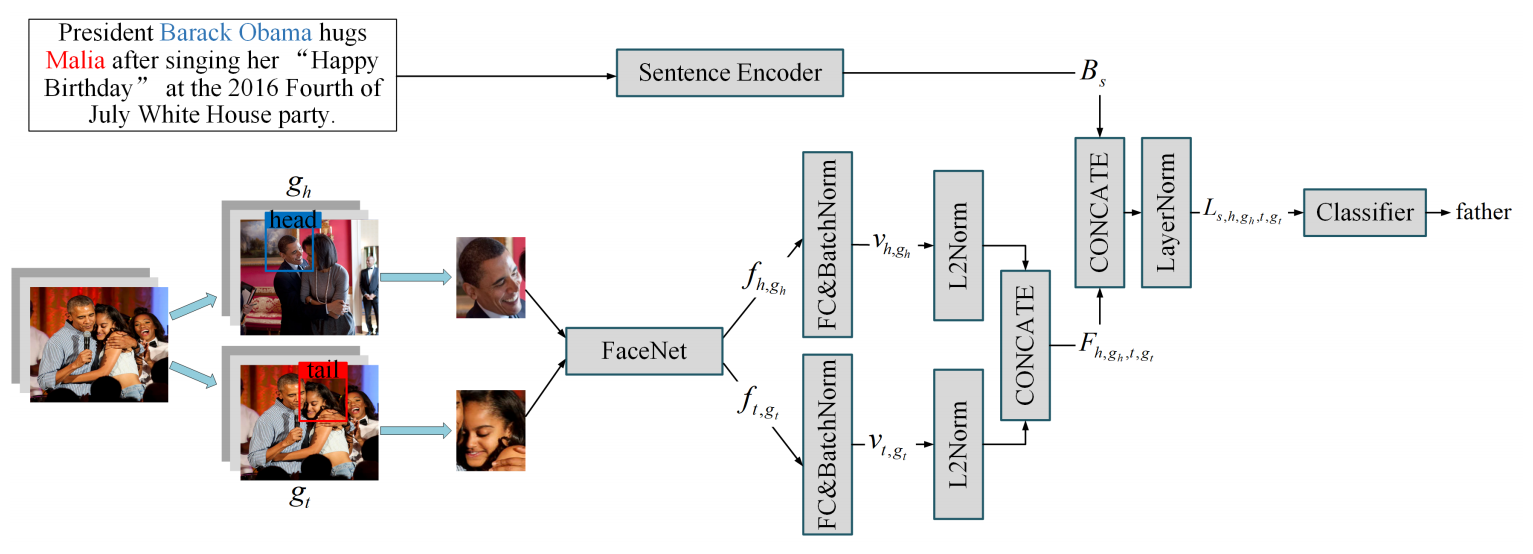 President Barack Obama hugs
Malia after singing her “Happy
Birthday” at the 2016 Fourth of
July White House party.
Sentence Encoder
B_s
g_h
head
tail
g_t
FaceNet
f_{h,g_h}
f_{t,g_t}
FC&BatchNorm
FC&BatchNorm
v_{h,g_h}
v_{t,g_t}
L2Norm
L2Norm
CONCATE
F_{h,g_h,t,g_t}
CONCATE
LayerNorm
L_{s,h,g_h,t,g_t}
Classifier
father